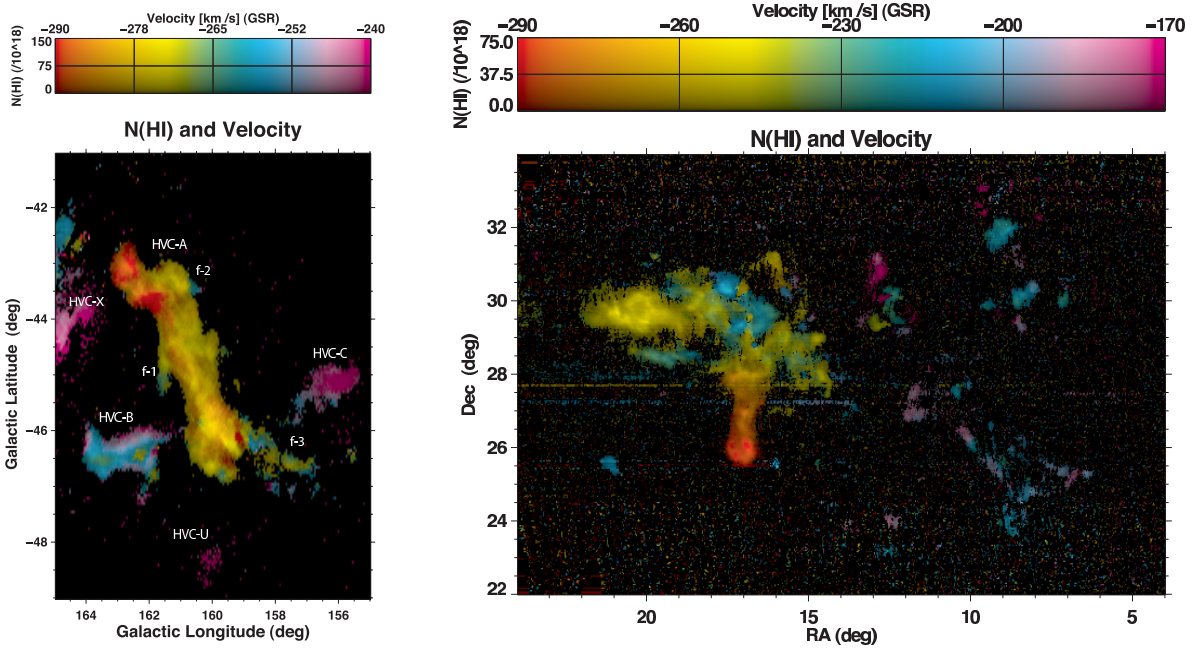 Velocity [km /s] (GSR)
−290 −278 −265 −252 −240
N(HI) (/10^18)
150
75
0
N(HI) and Velocity
Galactic Latitude (deg)
−42
−44
−46
−48
HVC-A
f-2
HVC-X
HVC-C
f-1
HVC-B
f-3
HVC-U
164 162 160 158 156
Galactic Longitude (deg)
Velocity [km /s] (GSR)
−290 −260 −230 −200 −170
N(HI) (/10^18)
75.0
37.5
0.0
N(HI) and Velocity
Dec (deg)
32
30
28
26
24
22
20 15 10 5
RA (deg)